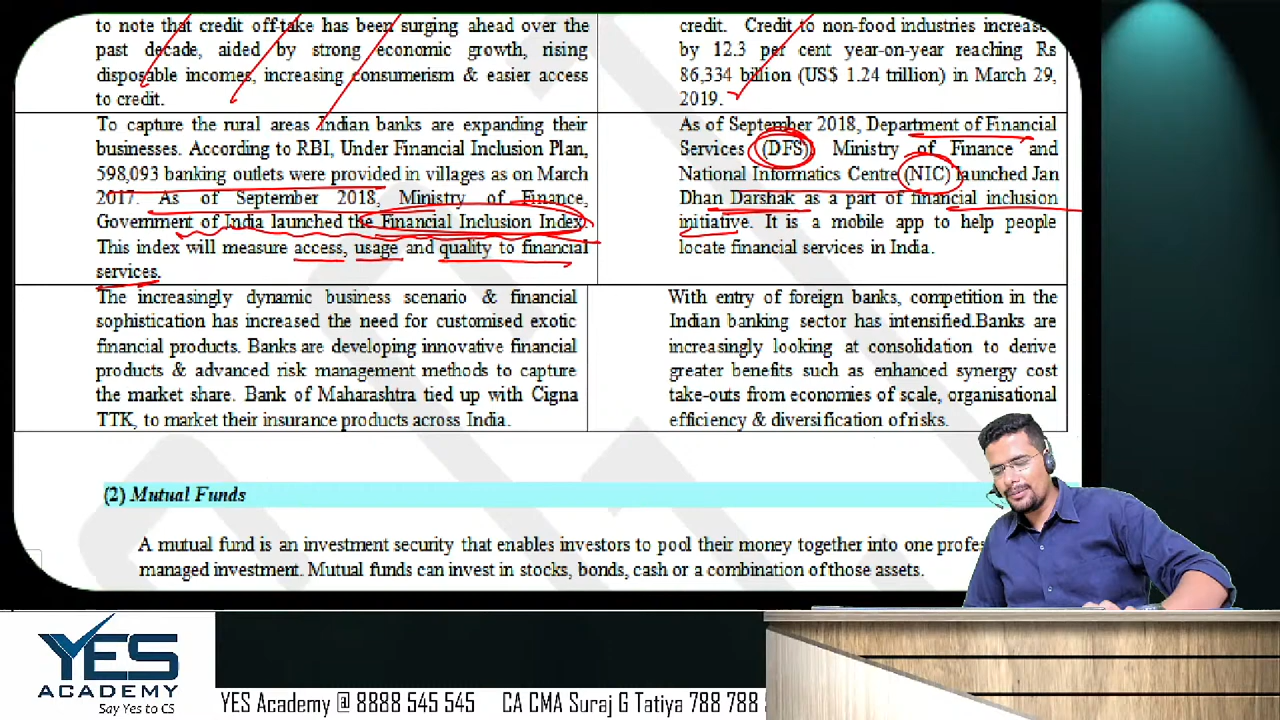 to note that credit off-take has been surging ahead over the
past decade, aided by strong economic growth, rising
disposable incomes, increasing consumerism & easier access
to credit.
credit. Credit to non-food industries increase
by 12.3 per cent year-on-year reaching Rs
86,334 billion (US$ 1.24 trillion) in March 29,
2019.
To capture the rural areas Indian banks are expanding their
businesses. According to RBI, Under Financial Inclusion Plan,
598,093 banking outlets were provided in villages as on March
2017. As of September 2018, Ministry of Finance,
Government of India launched the Financial Inclusion Index.
This index will measure access, usage and quality to financial
services.
As of September 2018, Department of Financial
Services (DFS) Ministry of Finance and
National Informatics Centre (NIC) launched Jan
Dhan Darshak as a part of financial inclusion
initiative. It is a mobile app to help people
locate financial services in India.
The increasingly dynamic business scenario & financial
sophistication has increased the need for customised exotic
financial products. Banks are developing innovative financial
products & advanced risk management methods to capture
the market share. Bank of Maharashtra tied up with Cigna
TTK, to market their insurance products across India.
With entry of foreign banks, competition in the
Indian banking sector has intensified.Banks are
increasingly looking at consolidation to derive
greater benefits such as enhanced synergy cost
take-outs from economies of scale, organisational
efficiency & diversification of risks.
(2) Mutual Funds
A mutual fund is an investment security that enables investors to pool their money together into one profes
managed investment. Mutual funds can invest in stocks, bonds, cash or a combination of those assets.
YES
ACADEMY
Say Yes to CS
YES Academy @ 8888 545 545 CA CMA Suraj G Tatiya 788 788